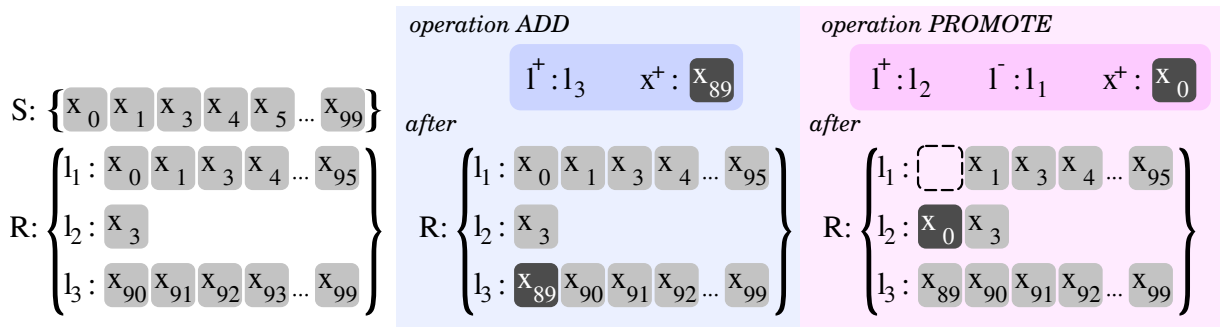 S: {x0 x1 x3 x4 x5 ... x99}
R: { l1 : x0 x1 x3 x4 ... x95
l2 : x3
l3 : x90 x91 x92 x93 ... x99 }
operation ADD
l+ : l3 x+ : x89
after
R: { l1 : x0 x1 x3 x4 ... x95
l2 : x3
l3 : x89 x90 x91 x92 ... x99 }
operation PROMOTE
l+ : l2 l- : l1 x+ : x0
after
R: { l1 : x1 x3 x4 ... x95
l2 : x0 x3
l3 : x89 x90 x91 x92 ... x99 }